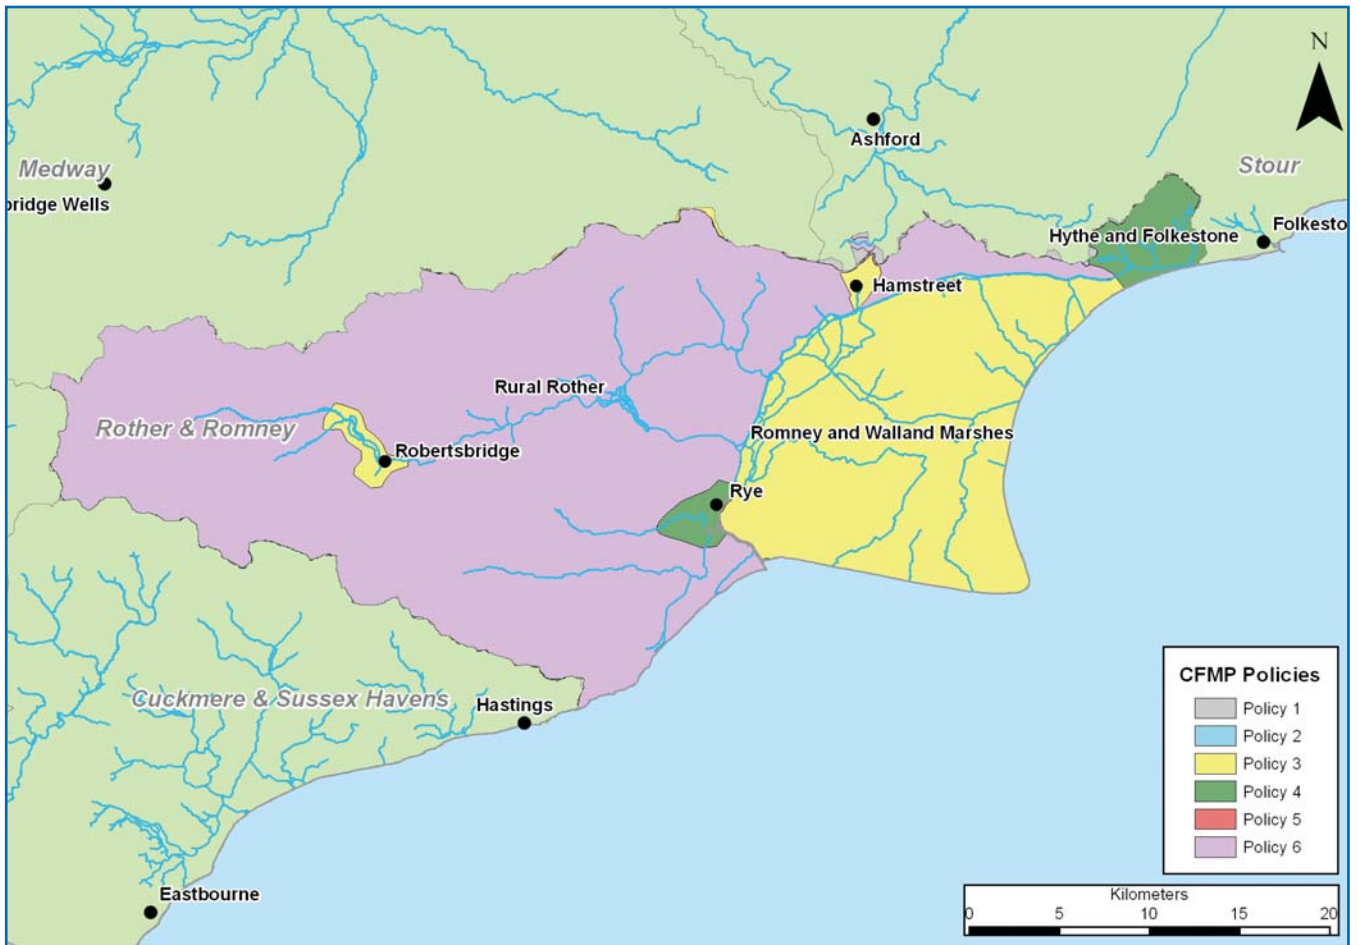 N
Ashford
Medway
Stour
bridge Wells
Folkesto
Hythe and Folkestone
Hamstreet
Rural Rother
Rother & Romney
Romney and Walland Marshes
Robertsbridge
Rye
Cuckmere & Sussex Havens
Hastings
Eastbourne
CFMP Policies
Policy 1
Policy 2
Policy 3
Policy 4
Policy 5
Policy 6
Kilometers
0 5 10 15 20